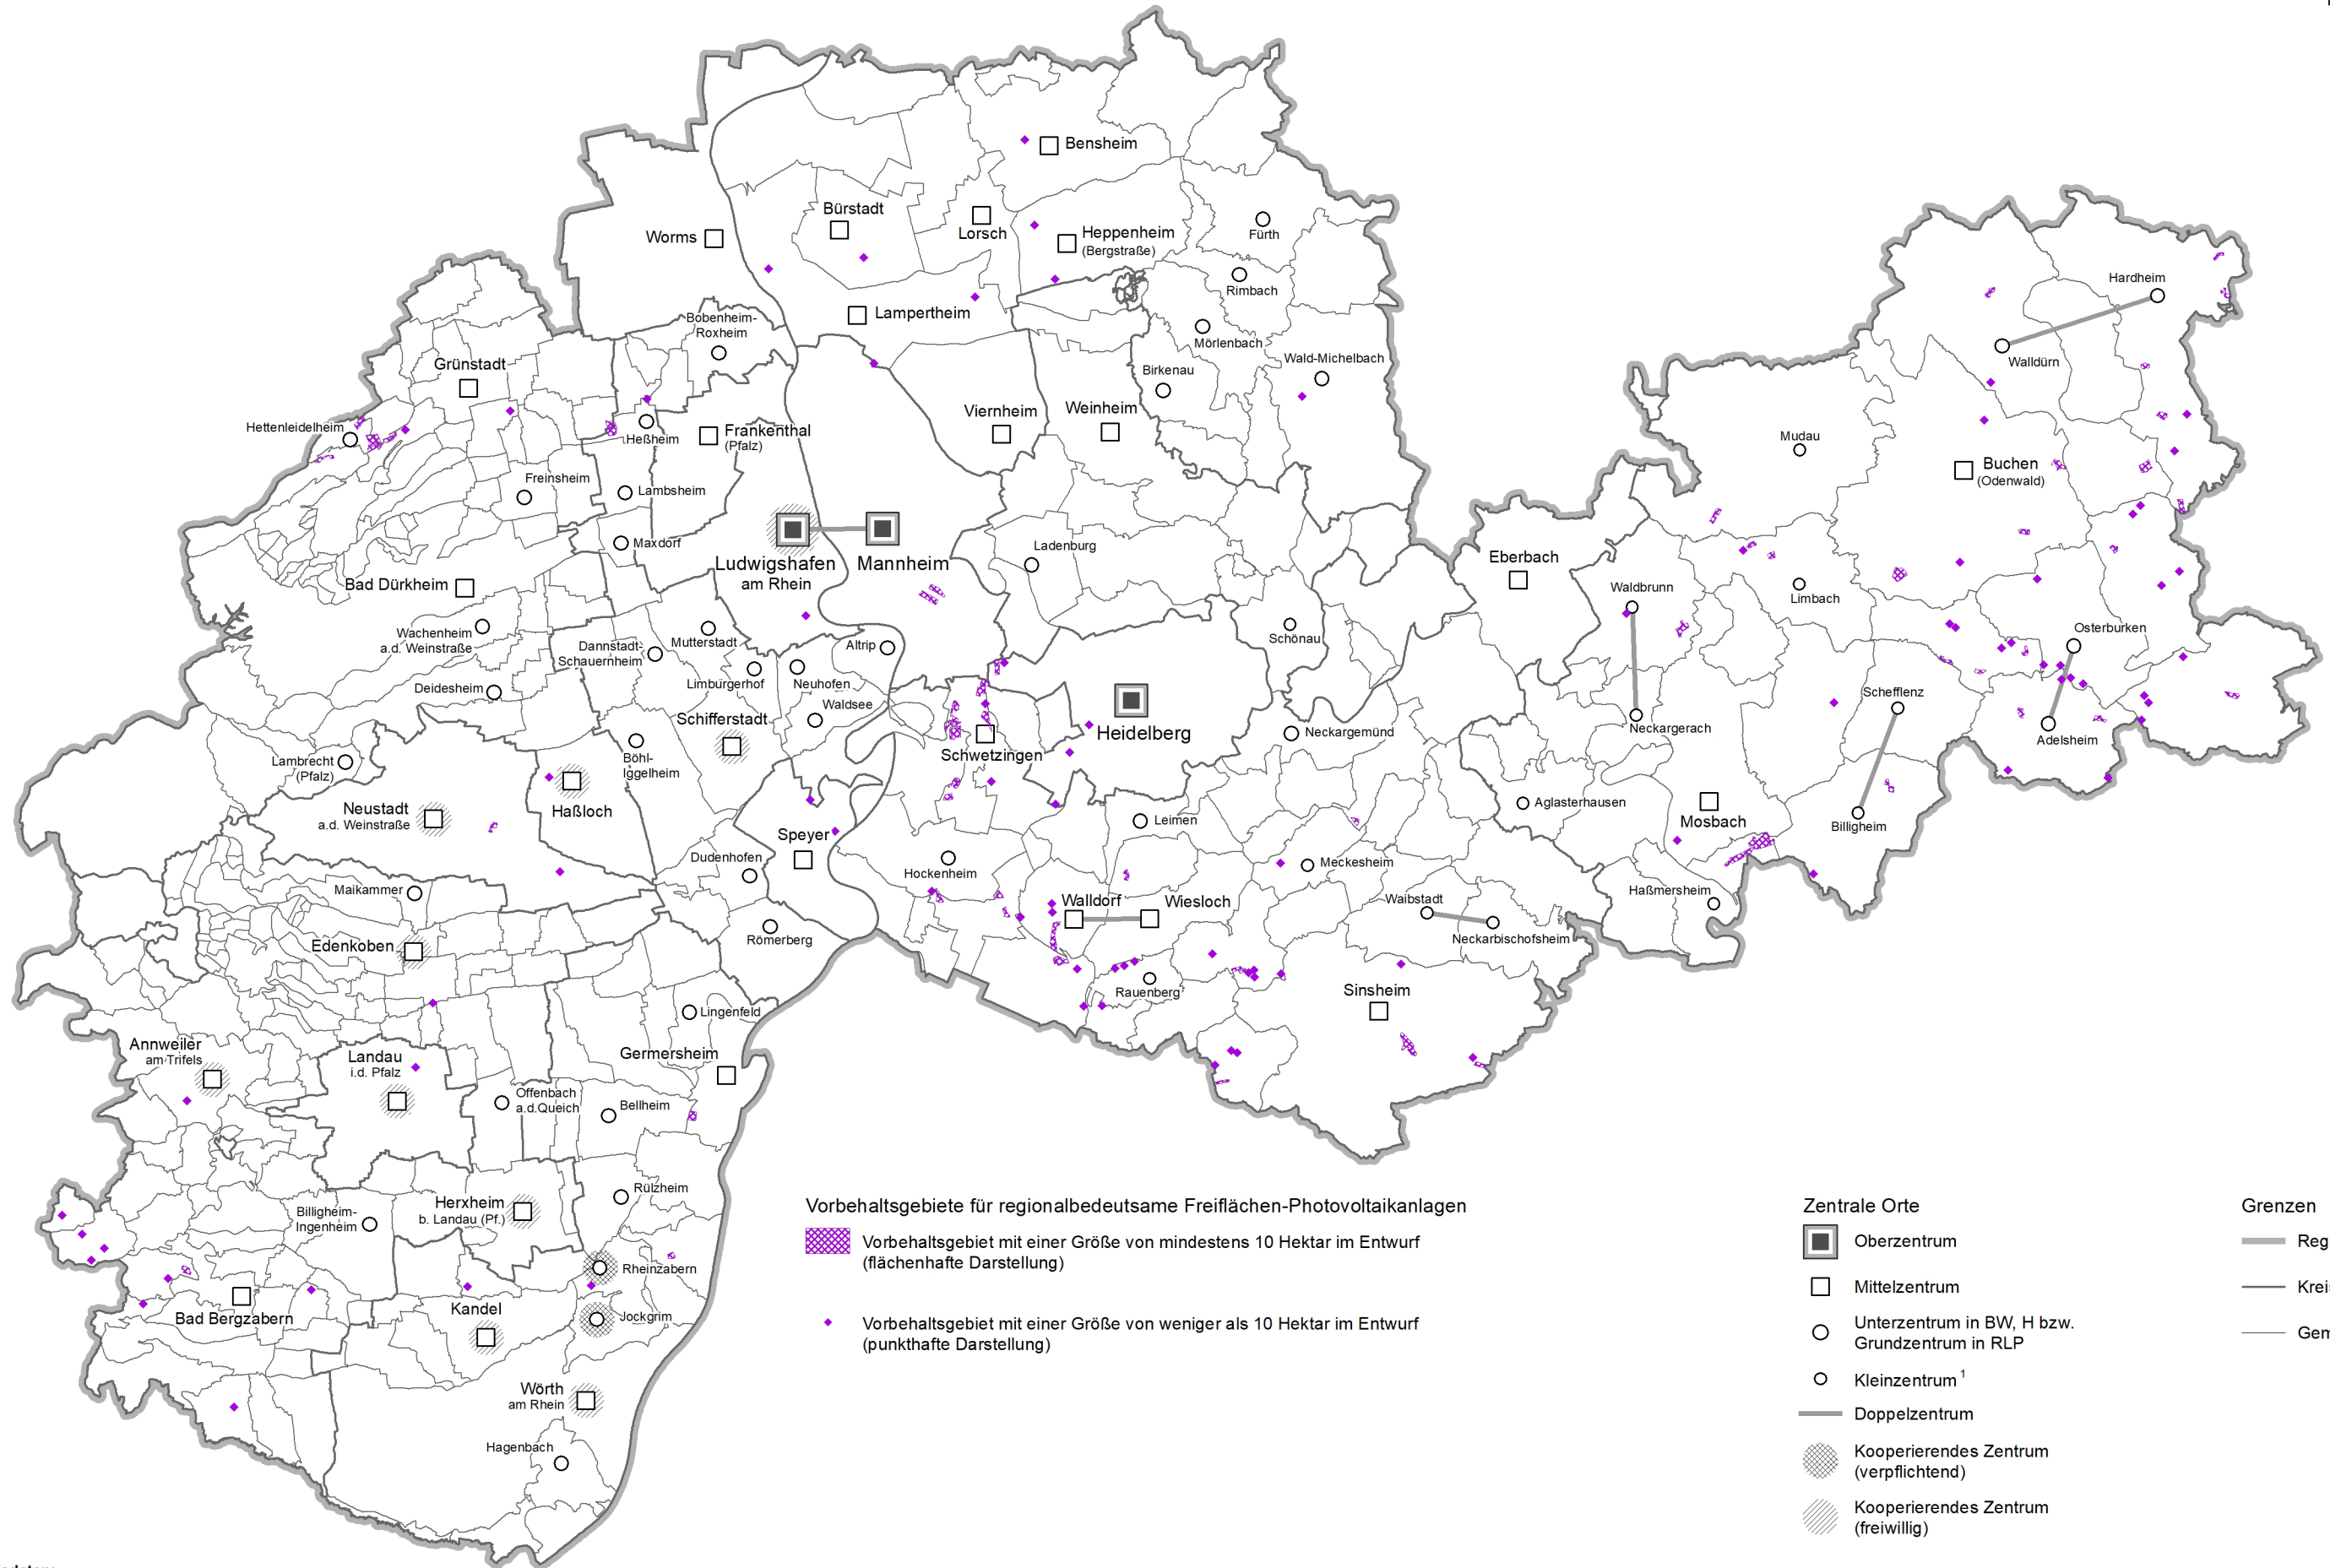 Bensheim
Bürstadt
Lorsch
Worms
Heppenheim
(Bergstraße)
Fürth
Rimbach
Hardheim
Lampertheim
Bobenheim-
Roxheim
Mörlenbach
Walldürn
Grünstadt
Wald-Michelbach
Birkenau
Viernheim
Weinheim
Hettenleidelheim
Heßheim
Frankenthal
(Pfalz)
Mudau
Buchen
(Odenwald)
Freinsheim
Lambsheim
Maxdorf
Ludwigshafen
am Rhein
Mannheim
Ladenburg
Eberbach
Waldbrunn
Limbach
Bad Dürkheim
Wachenheim
a.d. Weinstraße
Dannstadt-
Schauernheim
Mutterstadt
Altrip
Schönau
Osterburken
Deidesheim
Limburgerhof
Neuhofen
Waldsee
Schifferstadt
Schefflenz
Heidelberg
Neckargemünd
Neckargerach
Adelsheim
Schwetzingen
Lambrecht
(Pfalz)
Böhl-
Iggelheim
Neustadt
a.d. Weinstraße
Haßloch
Speyer
Leimen
Aglasterhausen
Mosbach
Billigheim
Dudenhofen
Hockenheim
Meckesheim
Maikammer
Haßmersheim
Walldorf
Wiesloch
Waibstadt
Neckarbischofsheim
Römerberg
Edenkoben
Rauenberg
Sinsheim
Lingenfeld
Annweiler
am Trifels
Landau
i.d. Pfalz
Germersheim
Offenbach
a.d.Queich
Bellheim
Rülzheim
Herxheim
b. Landau (Pf.)
Billigheim-
Ingenheim
Rheinzabern
Bad Bergzabern
Kandel
Jockgrim
Wörth
am Rhein
Hagenbach
Vorbehaltsgebiete für regionalbedeutsame Freiflächen-Photovoltaikanlagen
Vorbehaltsgebiet mit einer Größe von mindestens 10 Hektar im Entwurf
(flächenhafte Darstellung)
Vorbehaltsgebiet mit einer Größe von weniger als 10 Hektar im Entwurf
(punkthafte Darstellung)
Zentrale Orte
Oberzentrum
Mittelzentrum
Unterzentrum in BW, H bzw.
Grundzentrum in RLP
Kleinzentrum ¹
Doppelzentrum
Kooperierendes Zentrum
(verpflichtend)
Kooperierendes Zentrum
(freiwillig)
Grenzen
Reg
Krei
Gem